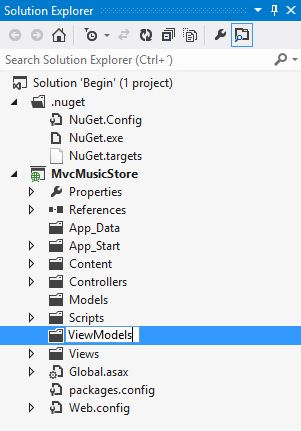 Solution Explorer
Search Solution Explorer (Ctrl+´)
Solution 'Begin' (1 project)
.nuget
NuGet.Config
NuGet.exe
NuGet.targets
MvcMusicStore
Properties
References
App_Data
App_Start
Content
Controllers
Models
Scripts
ViewModels
Views
Global.asax
packages.config
Web.config